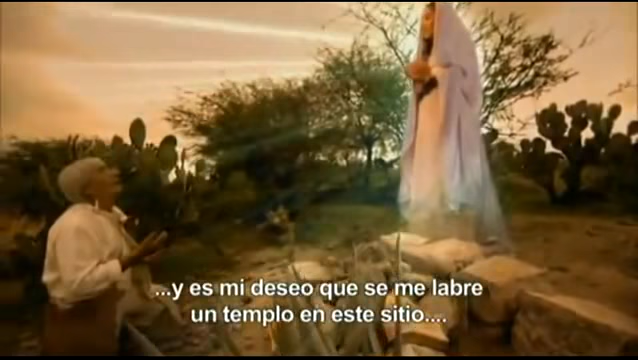 ...y es mi deseo que se me labre
un templo en este sitio....